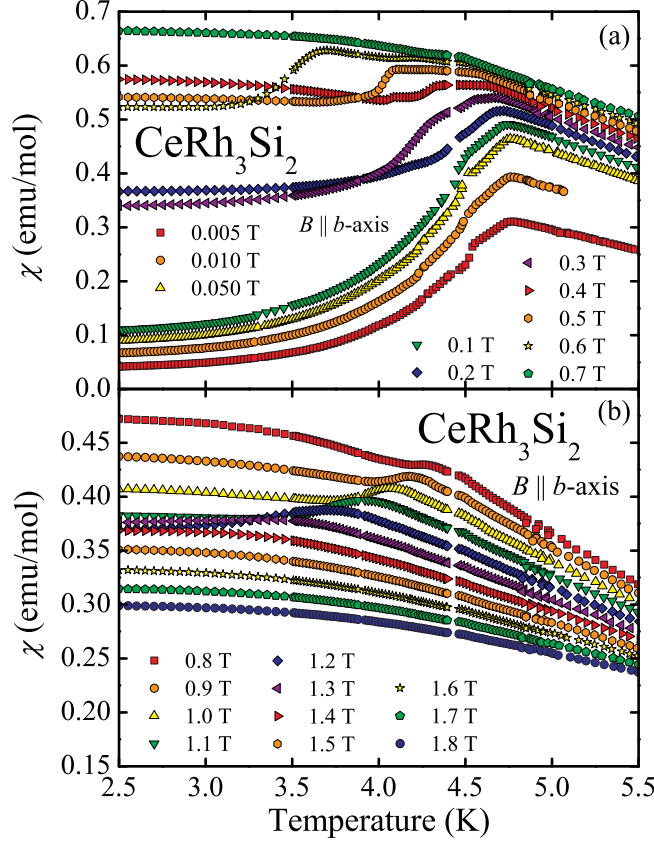 (a)
0.7
0.6
0.5
0.4
0.3
0.2
0.1
0.0
χ (emu/mol)
CeRh₃Si₂
B || b-axis
0.005 T
0.010 T
0.050 T
0.1 T
0.2 T
0.3 T
0.4 T
0.5 T
0.6 T
0.7 T
(b)
CeRh₃Si₂
B || b-axis
0.45
0.40
0.35
0.30
0.25
0.20
0.15
χ (emu/mol)
0.8 T
0.9 T
1.0 T
1.1 T
1.2 T
1.3 T
1.4 T
1.5 T
1.6 T
1.7 T
1.8 T
2.5 3.0 3.5 4.0 4.5 5.0 5.5
Temperature (K)